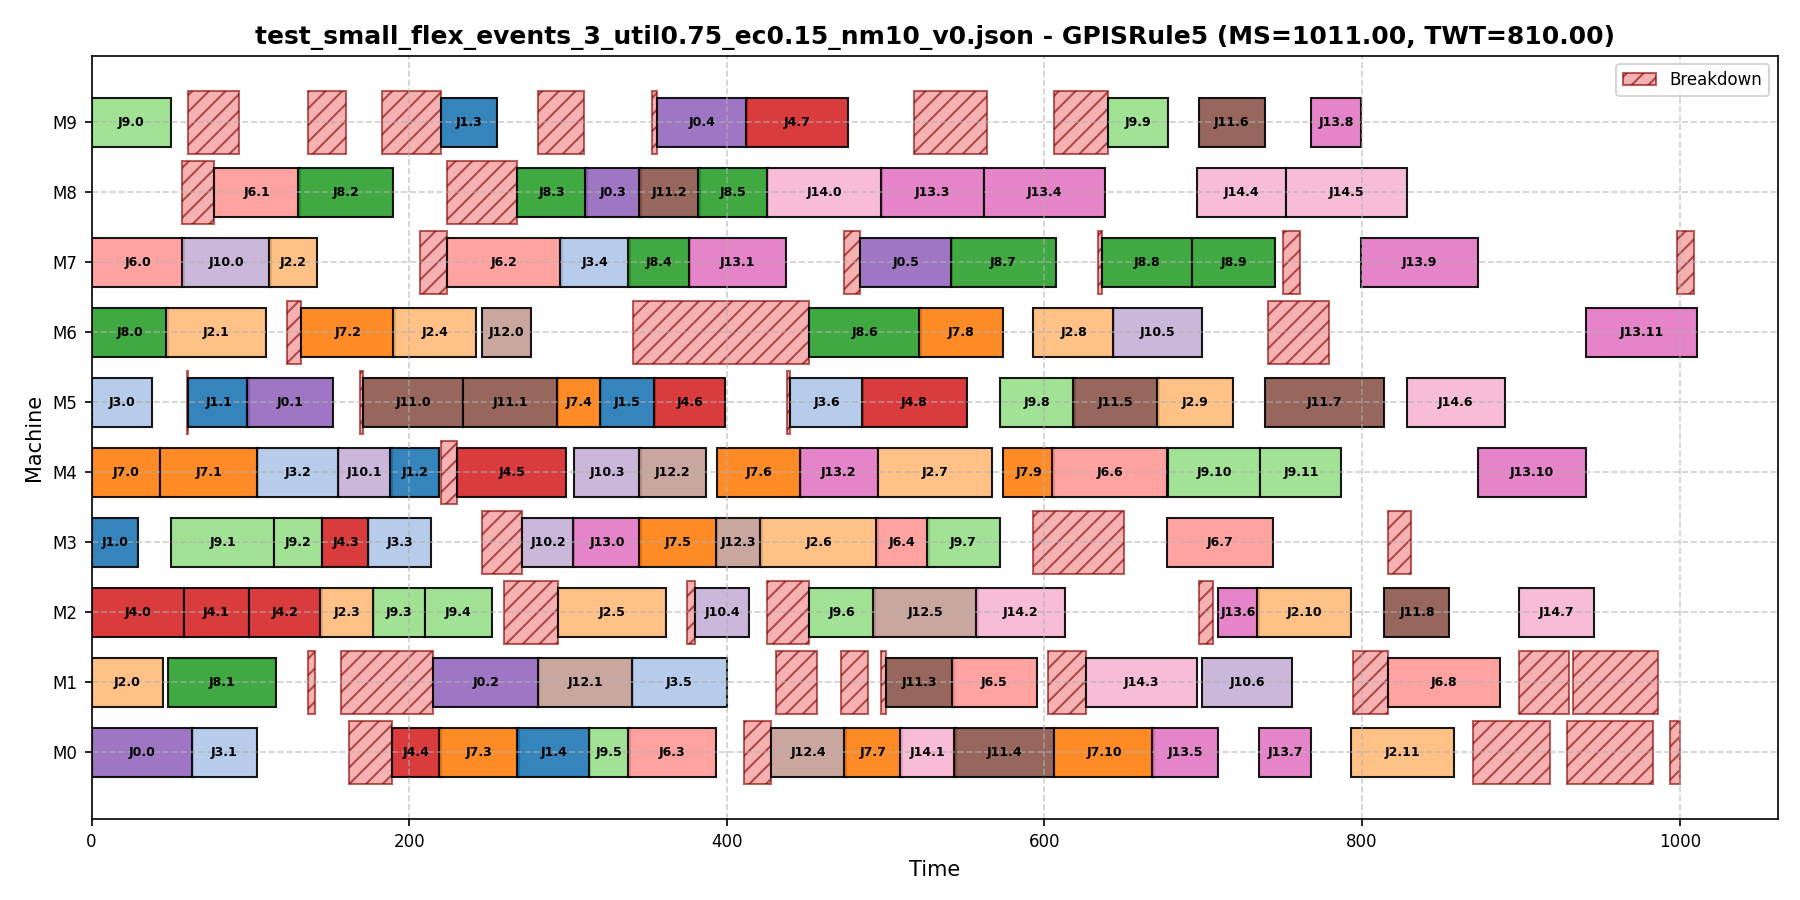 test_small_flex_events_3_util0.75_ec0.15_nm10_v0.json - GPISRule5 (MS=1011.00, TWT=810.00)
Breakdown
M9 J9.0 J1.3 J0.4 J4.7 J9.9 J11.6 J13.8
M8 J6.1 J8.2 J8.3 J0.3 J11.2 J8.5 J14.0 J13.3 J13.4 J14.4 J14.5
M7 J6.0 J10.0 J2.2 J6.2 J3.4 J8.4 J13.1 J0.5 J8.7 J8.8 J8.9 J13.9
M6 J8.0 J2.1 J7.2 J2.4 J12.0 J8.6 J7.8 J2.8 J10.5 J13.11
M5 J3.0 J1.1 J0.1 J11.0 J11.1 J7.4 J1.5 J4.6 J3.6 J4.8 J9.8 J11.5 J2.9 J11.7 J14.6
M4 J7.0 J7.1 J3.2 J10.1 J1.2 J4.5 J10.3 J12.2 J7.6 J13.2 J2.7 J7.9 J6.6 J9.10 J9.11 J13.10
M3 J1.0 J9.1 J9.2 J4.3 J3.3 J10.2 J13.0 J7.5 J12.3 J2.6 J6.4 J9.7 J6.7
M2 J4.0 J4.1 J4.2 J2.3 J9.3 J9.4 J2.5 J10.4 J9.6 J12.5 J14.2 J13.6 J2.10 J11.8 J14.7
M1 J2.0 J8.1 J0.2 J12.1 J3.5 J11.3 J6.5 J14.3 J10.6 J6.8
M0 J0.0 J3.1 J4.4 J7.3 J1.4 J9.5 J6.3 J12.4 J7.7 J14.1 J11.4 J7.10 J13.5 J13.7 J2.11
Machine
0 200 400 600 800 1000
Time